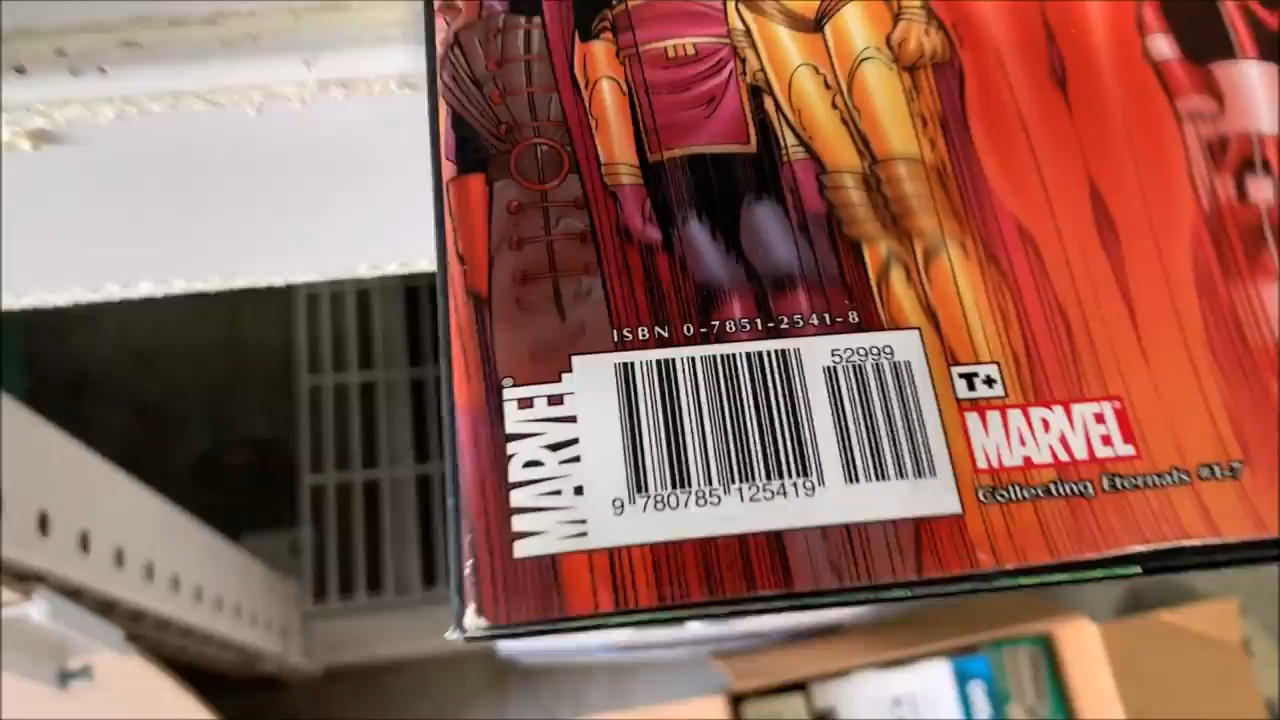 ISBN 0-7851-2541-8
52999
MARVEL®
9 780785 125419
T+
MARVEL
Collecting Eternals #1-7